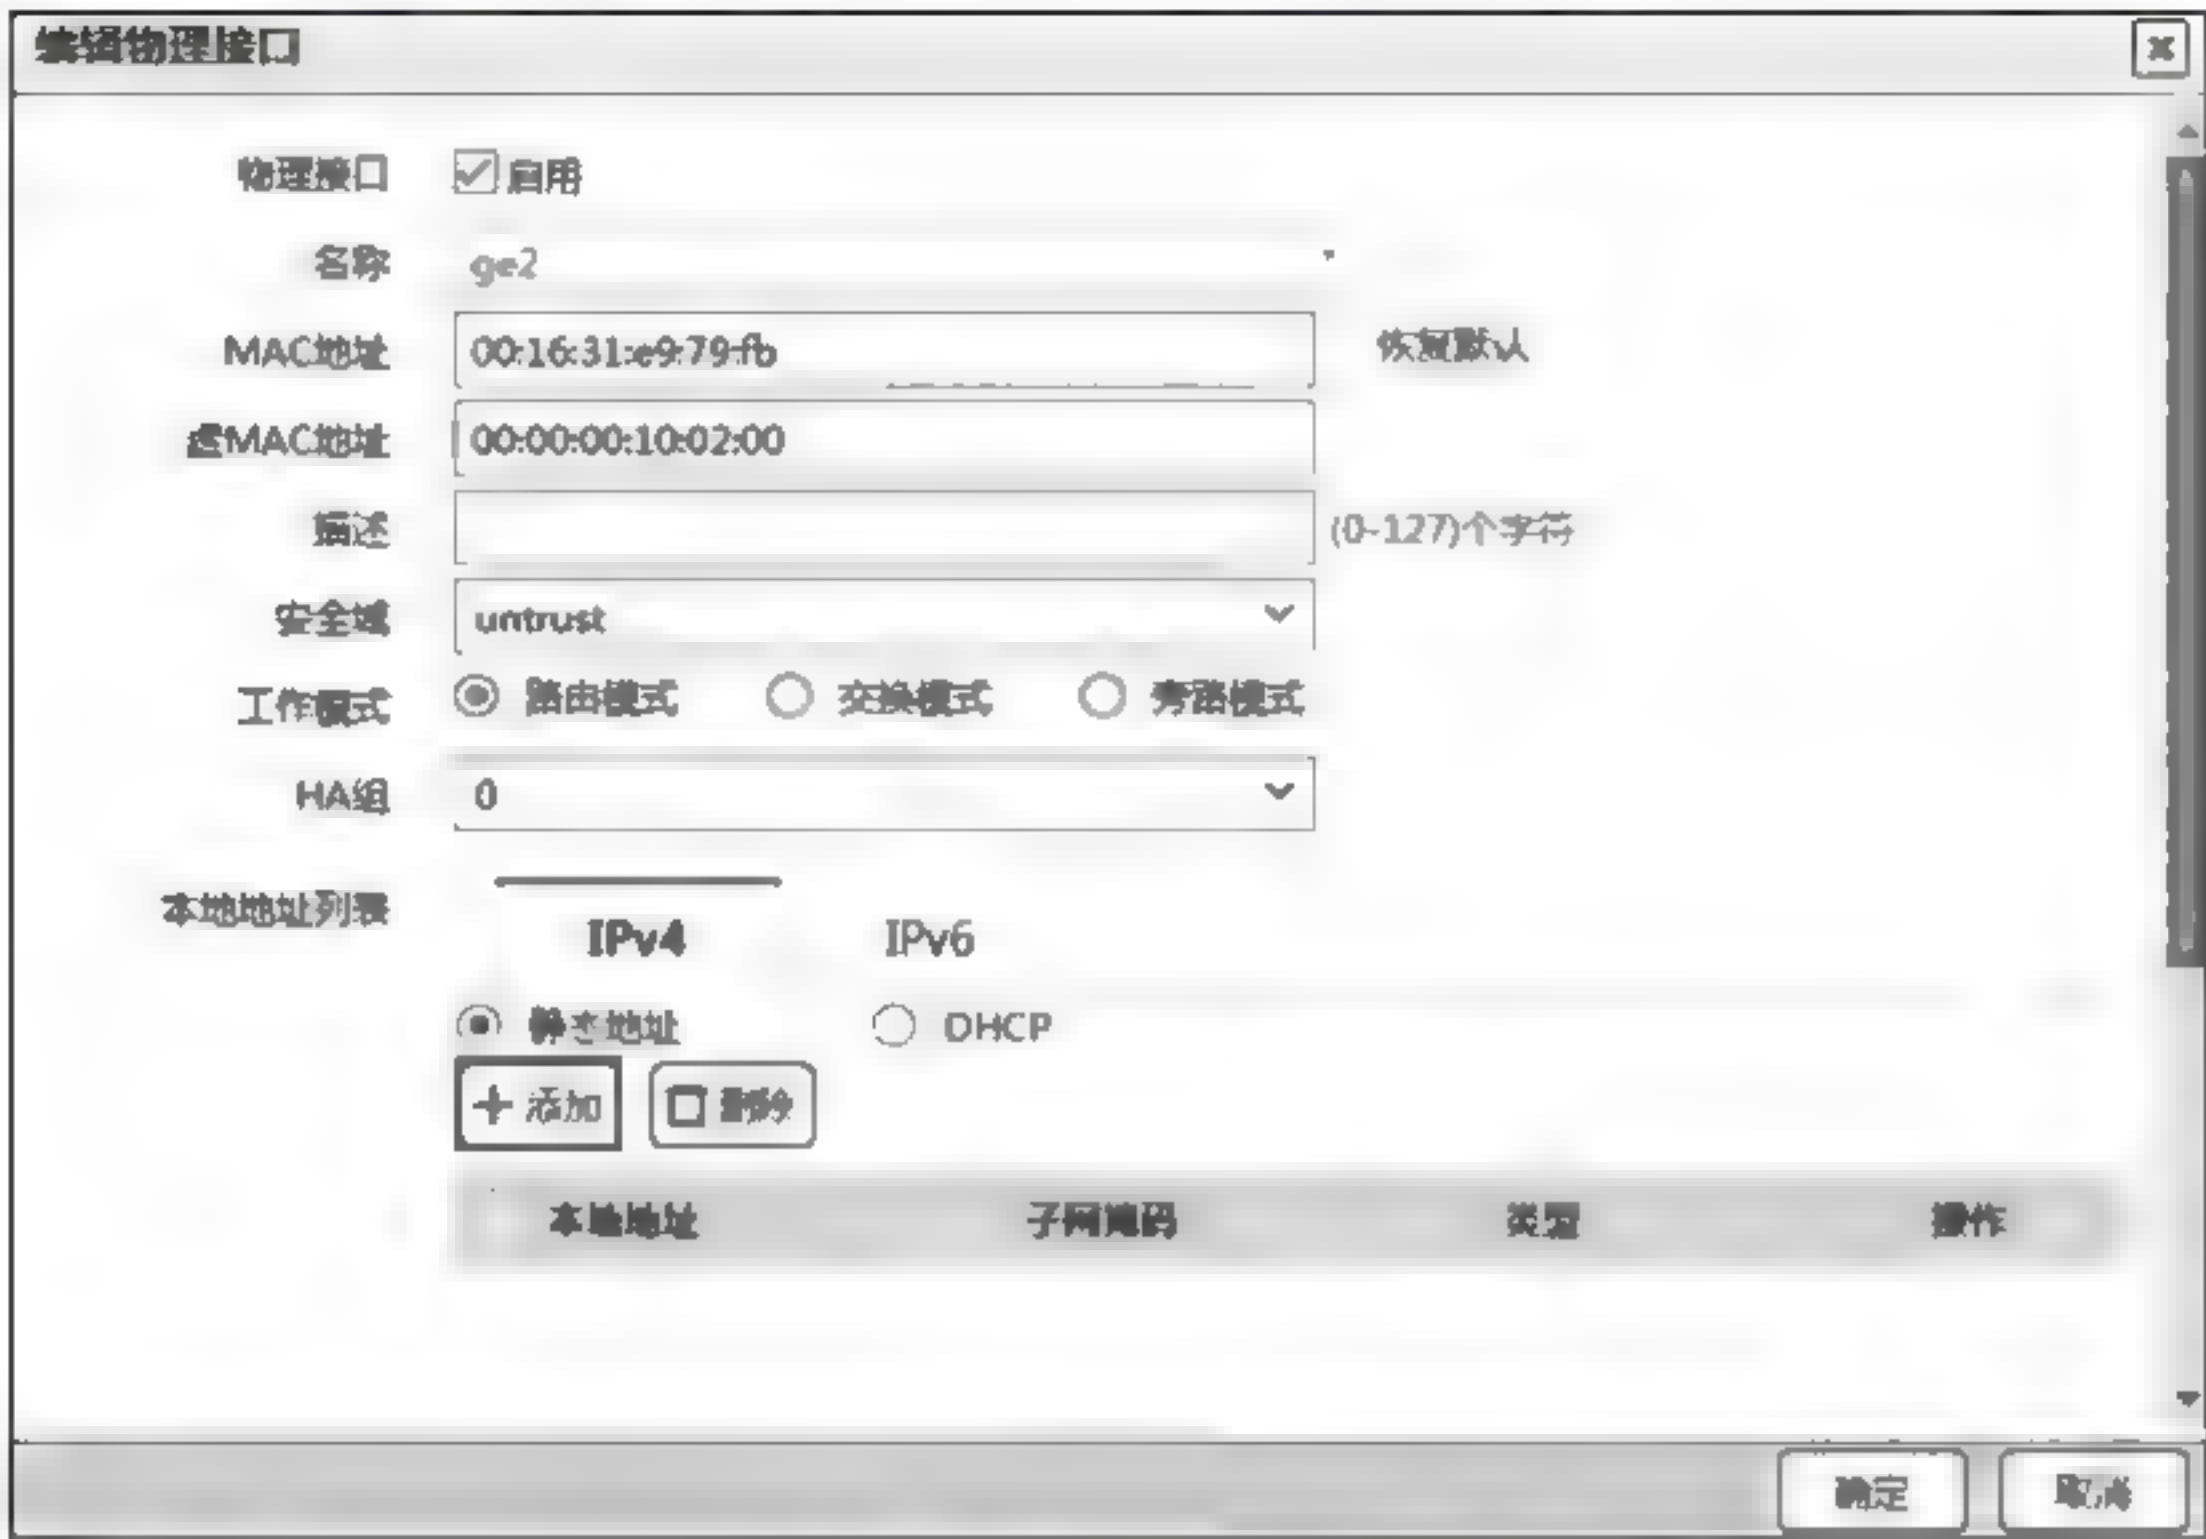 编辑物理接口
物理接口 启用
名称 ge2
MAC地址 00:16:31:e9:79:fb 恢复默认
虚MAC地址 00:00:00:10:02:00
描述 (0-127)个字符
安全域 untrust
工作模式 路由模式 交换模式 旁路模式
HA组 0
本地地址列表 IPv4 IPv6
静态地址 DHCP
添加 删除
本地地址 子网掩码 类型 操作
确定 取消